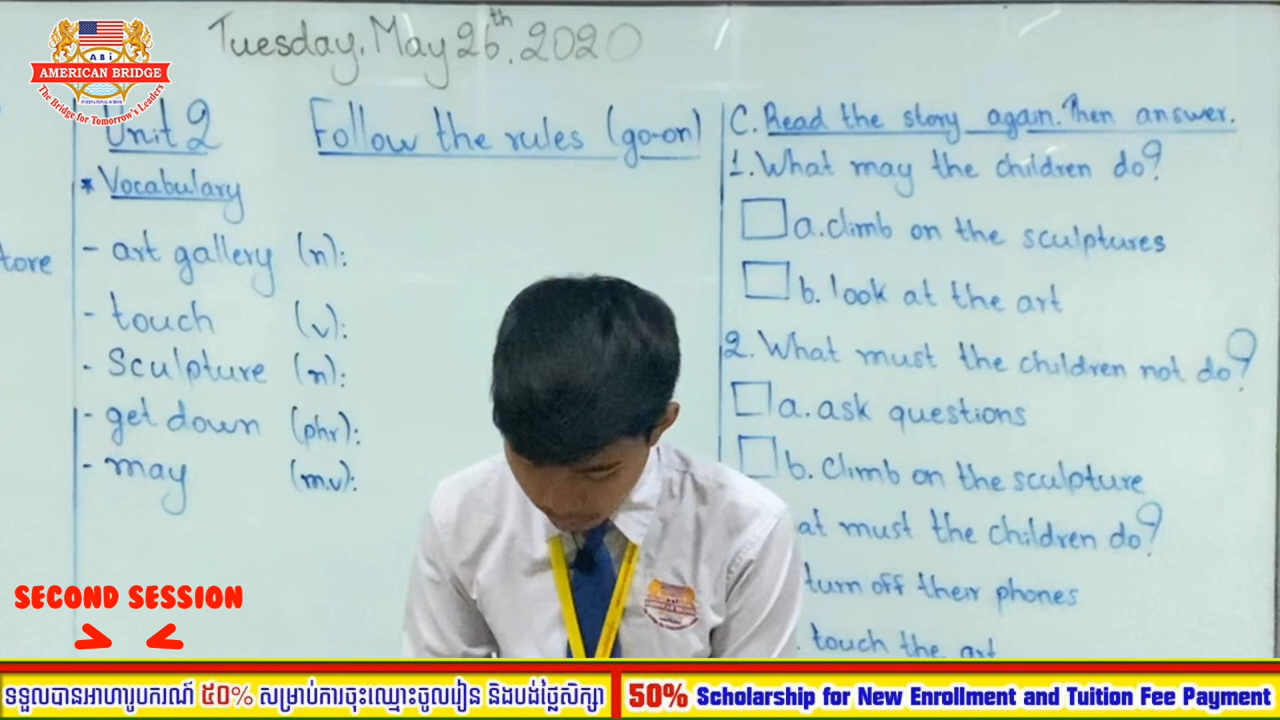 ABi
AMERICAN BRIDGE
INTERNATIONAL SCHOOL
The Bridge for Tomorrow's Leaders
Tuesday, May 26th, 2020
Unit 2 Follow the rules (go-on)
* Vocabulary
tore
- art gallery (n):
- touch (v):
- Sculpture (n):
- get down (phr):
- may (m.v):
C. Read the story again. Then answer.
1. What may the children do?
a. climb on the sculptures
b. look at the art
2. What must the children not do?
a. ask questions
b. climb on the sculpture
at must the children do?
turn off their phones
. touch the art
AMERICAN BRIDGE
SECOND SESSION
> <
ទទួលបានអាហារូបករណ៍ ៥០% សម្រាប់ការចុះឈ្មោះចូលរៀន និងបង់ថ្លៃសិក្សា
50% Scholarship for New Enrollment and Tuition Fee Payment